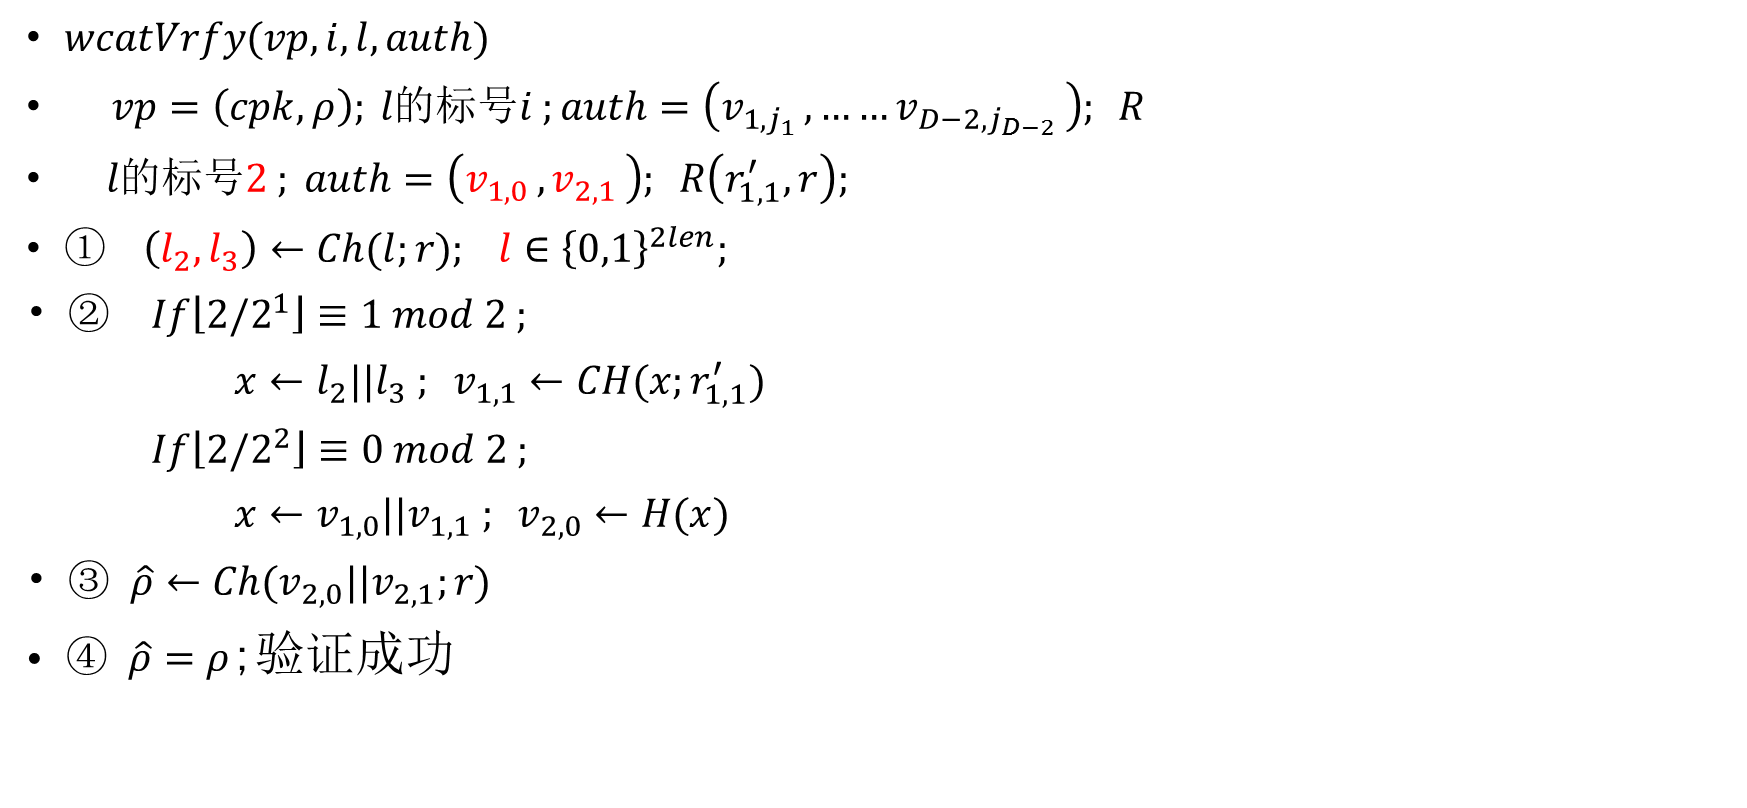 • wcatVrfy(vp, i, l, auth)
• vp = (cpk, ρ); l的标号i ; auth = (v_{1,j_1}, … … v_{D−2,j_{D−2}}); R
• l的标号2 ; auth = (v_{1,0}, v_{2,1}); R(r′_{1,1}, r);
• ① (l_2, l_3) ← Ch(l; r); l ∈ {0,1}^{2len};
• ② If⌊2/2^1⌋ ≡ 1 mod 2 ;
x ← l_2||l_3 ; v_{1,1} ← CH(x; r′_{1,1})
If⌊2/2^2⌋ ≡ 0 mod 2 ;
x ← v_{1,0}||v_{1,1} ; v_{2,0} ← H(x)
• ③ ρ̂ ← Ch(v_{2,0}||v_{2,1}; r)
• ④ ρ̂ = ρ ; 验证成功